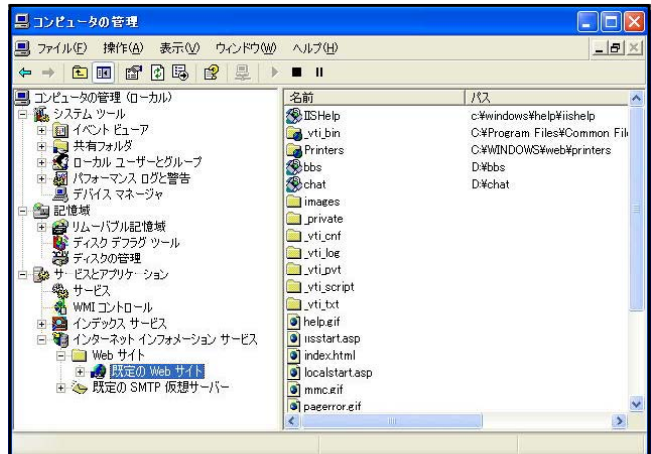 コンピュータの管理
ファイル(F) 操作(A) 表示(V) ウィンドウ(W) ヘルプ(H)
コンピュータの管理 (ローカル)
システム ツール
イベント ビューア
共有フォルダ
ローカル ユーザーとグループ
パフォーマンス ログと警告
デバイス マネージャ
記憶域
リムーバブル記憶域
ディスク デフラグ ツール
ディスクの管理
サービスとアプリケーション
サービス
WMI コントロール
インデックス サービス
インターネット インフォメーション サービス
Web サイト
既定の Web サイト
既定の SMTP 仮想サーバー
名前 パス
IISHelp c:¥windows¥help¥iishelp
_vti_bin C:¥Program Files¥Common File
Printers C:¥WINDOWS¥web¥printers
bbs D:¥bbs
chat D:¥chat
images
_private
_vti_cnf
_vti_log
_vti_pvt
_vti_script
_vti_txt
help.gif
iisstart.asp
index.html
localstart.asp
mmc.gif
pagerror.gif